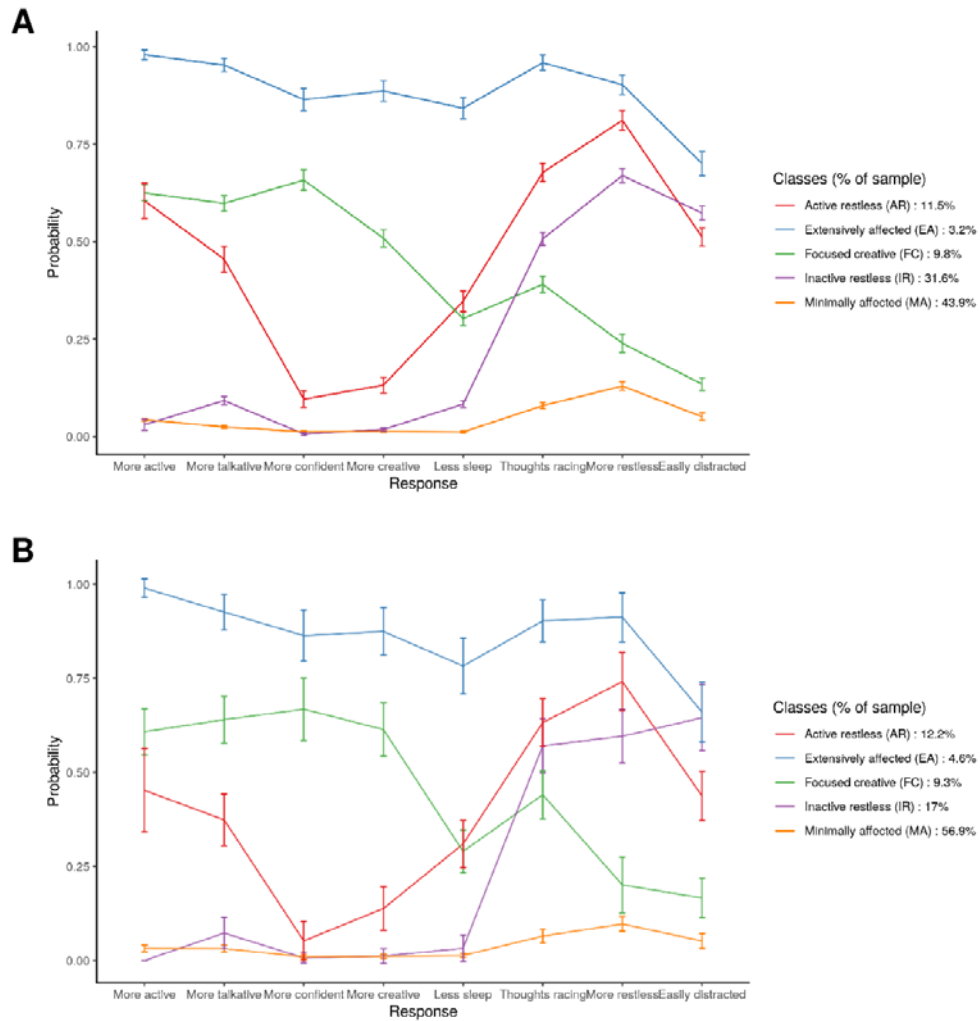 A
1.00
0.75
0.50
0.25
0.00
Probability
More active More talkative More confident More creative Less sleep Thoughts racing More restless Easily distracted
Response
Classes (% of sample)
Active restless (AR) : 11.5%
Extensively affected (EA) : 3.2%
Focused creative (FC) : 9.8%
Inactive restless (IR) : 31.6%
Minimally affected (MA) : 43.9%
B
1.00
0.75
0.50
0.25
0.00
Probability
More active More talkative More confident More creative Less sleep Thoughts racing More restless Easily distracted
Response
Classes (% of sample)
Active restless (AR) : 12.2%
Extensively affected (EA) : 4.6%
Focused creative (FC) : 9.3%
Inactive restless (IR) : 17%
Minimally affected (MA) : 56.9%